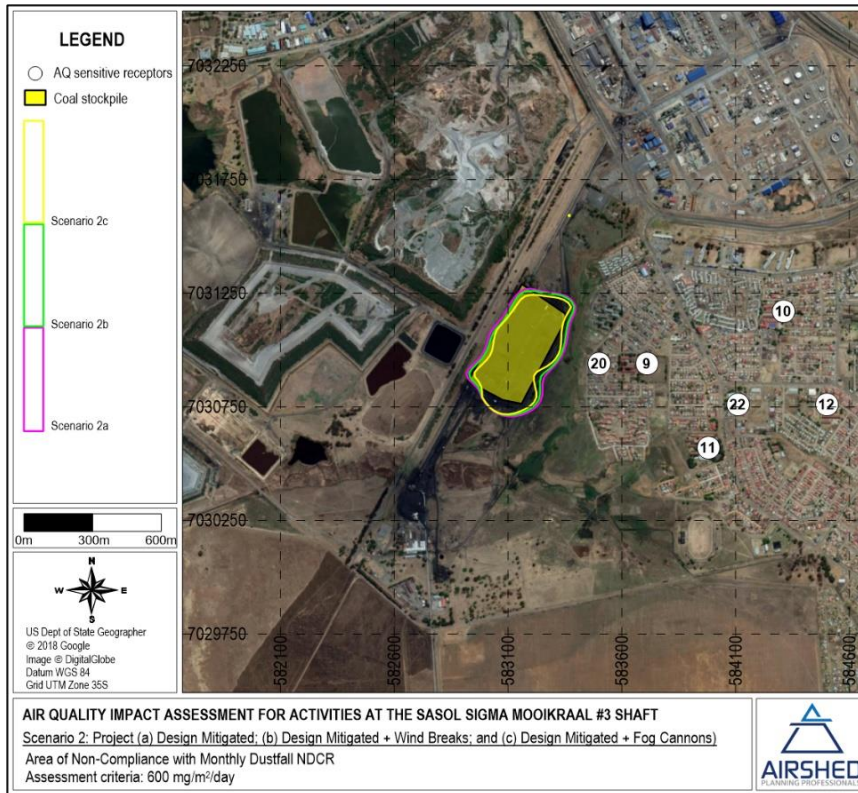 LEGEND
AQ sensitive receptors
Coal stockpile
Scenario 2c
Scenario 2b
Scenario 2a
0m 300m 600m
N
W E
S
US Dept of State Geographer
© 2018 Google
Image © DigitalGlobe
Datum WGS 84
Grid UTM Zone 35S
7032250
7031750
7031250
7030750
7030250
7029750
582100
582600
583100
583600
584100
584600
10
20
9
22
12
11
AIR QUALITY IMPACT ASSESSMENT FOR ACTIVITIES AT THE SASOL SIGMA MOOIKRAAL #3 SHAFT
Scenario 2: Project (a) Design Mitigated; (b) Design Mitigated + Wind Breaks; and (c) Design Mitigated + Fog Cannons)
Area of Non-Compliance with Monthly Dustfall NDCR
Assessment criteria: 600 mg/m²/day
AIRSHED
PLANNING PROFESSIONALS